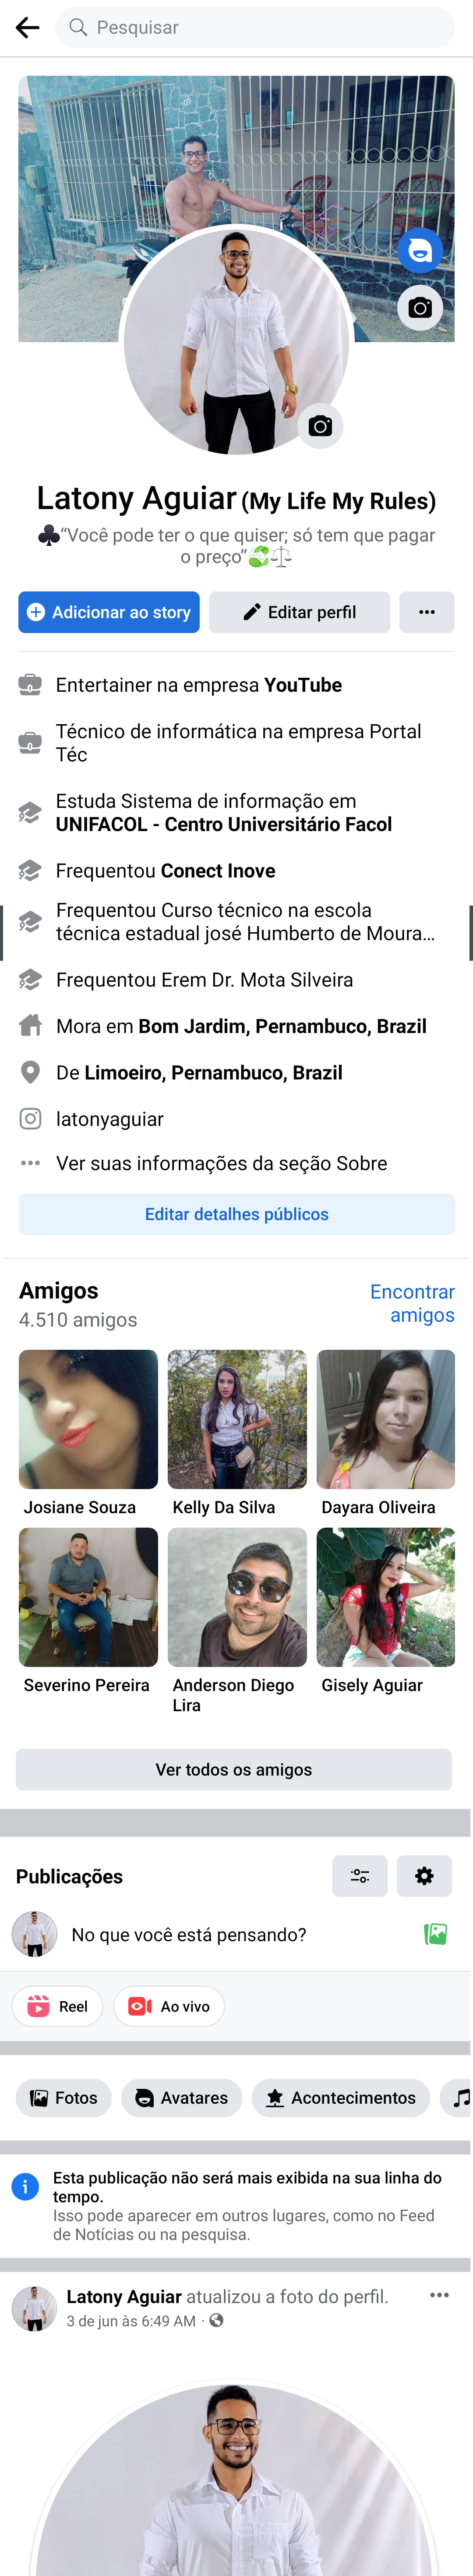 Pesquisar
Latony Aguiar (My Life My Rules)
♣️“Você pode ter o que quiser; só tem que pagar
o preço”💸⚖️
Adicionar ao story
Editar perfil
Entertainer na empresa YouTube
Técnico de informática na empresa Portal
Téc
Estuda Sistema de informação em
UNIFACOL - Centro Universitário Facol
Frequentou Conect Inove
Frequentou Curso técnico na escola
técnica estadual josé Humberto de Moura...
Frequentou Erem Dr. Mota Silveira
Mora em Bom Jardim, Pernambuco, Brazil
De Limoeiro, Pernambuco, Brazil
latonyaguiar
Ver suas informações da seção Sobre
Editar detalhes públicos
Amigos
4.510 amigos
Encontrar
amigos
Josiane Souza
Kelly Da Silva
Dayara Oliveira
Severino Pereira
Anderson Diego
Lira
Gisely Aguiar
Ver todos os amigos
Publicações
No que você está pensando?
Reel
Ao vivo
Fotos
Avatares
Acontecimentos
Esta publicação não será mais exibida na sua linha do
tempo.
Isso pode aparecer em outros lugares, como no Feed
de Notícias ou na pesquisa.
Latony Aguiar atualizou a foto do perfil.
3 de jun às 6:49 AM ·